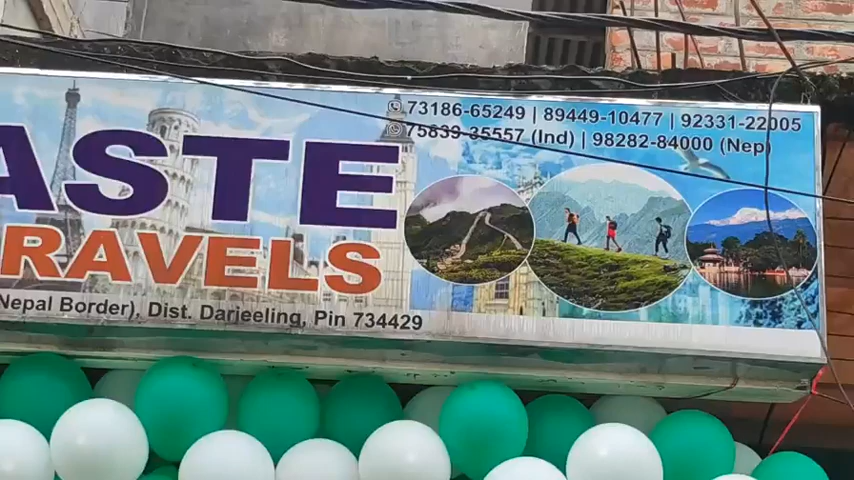 73186-65249 | 89449-10477 | 92331-22005
75839-35557 (Ind) | 98282-84000 (Nep)
ASTE
RAVELS
Nepal Border), Dist. Darjeeling, Pin 734429